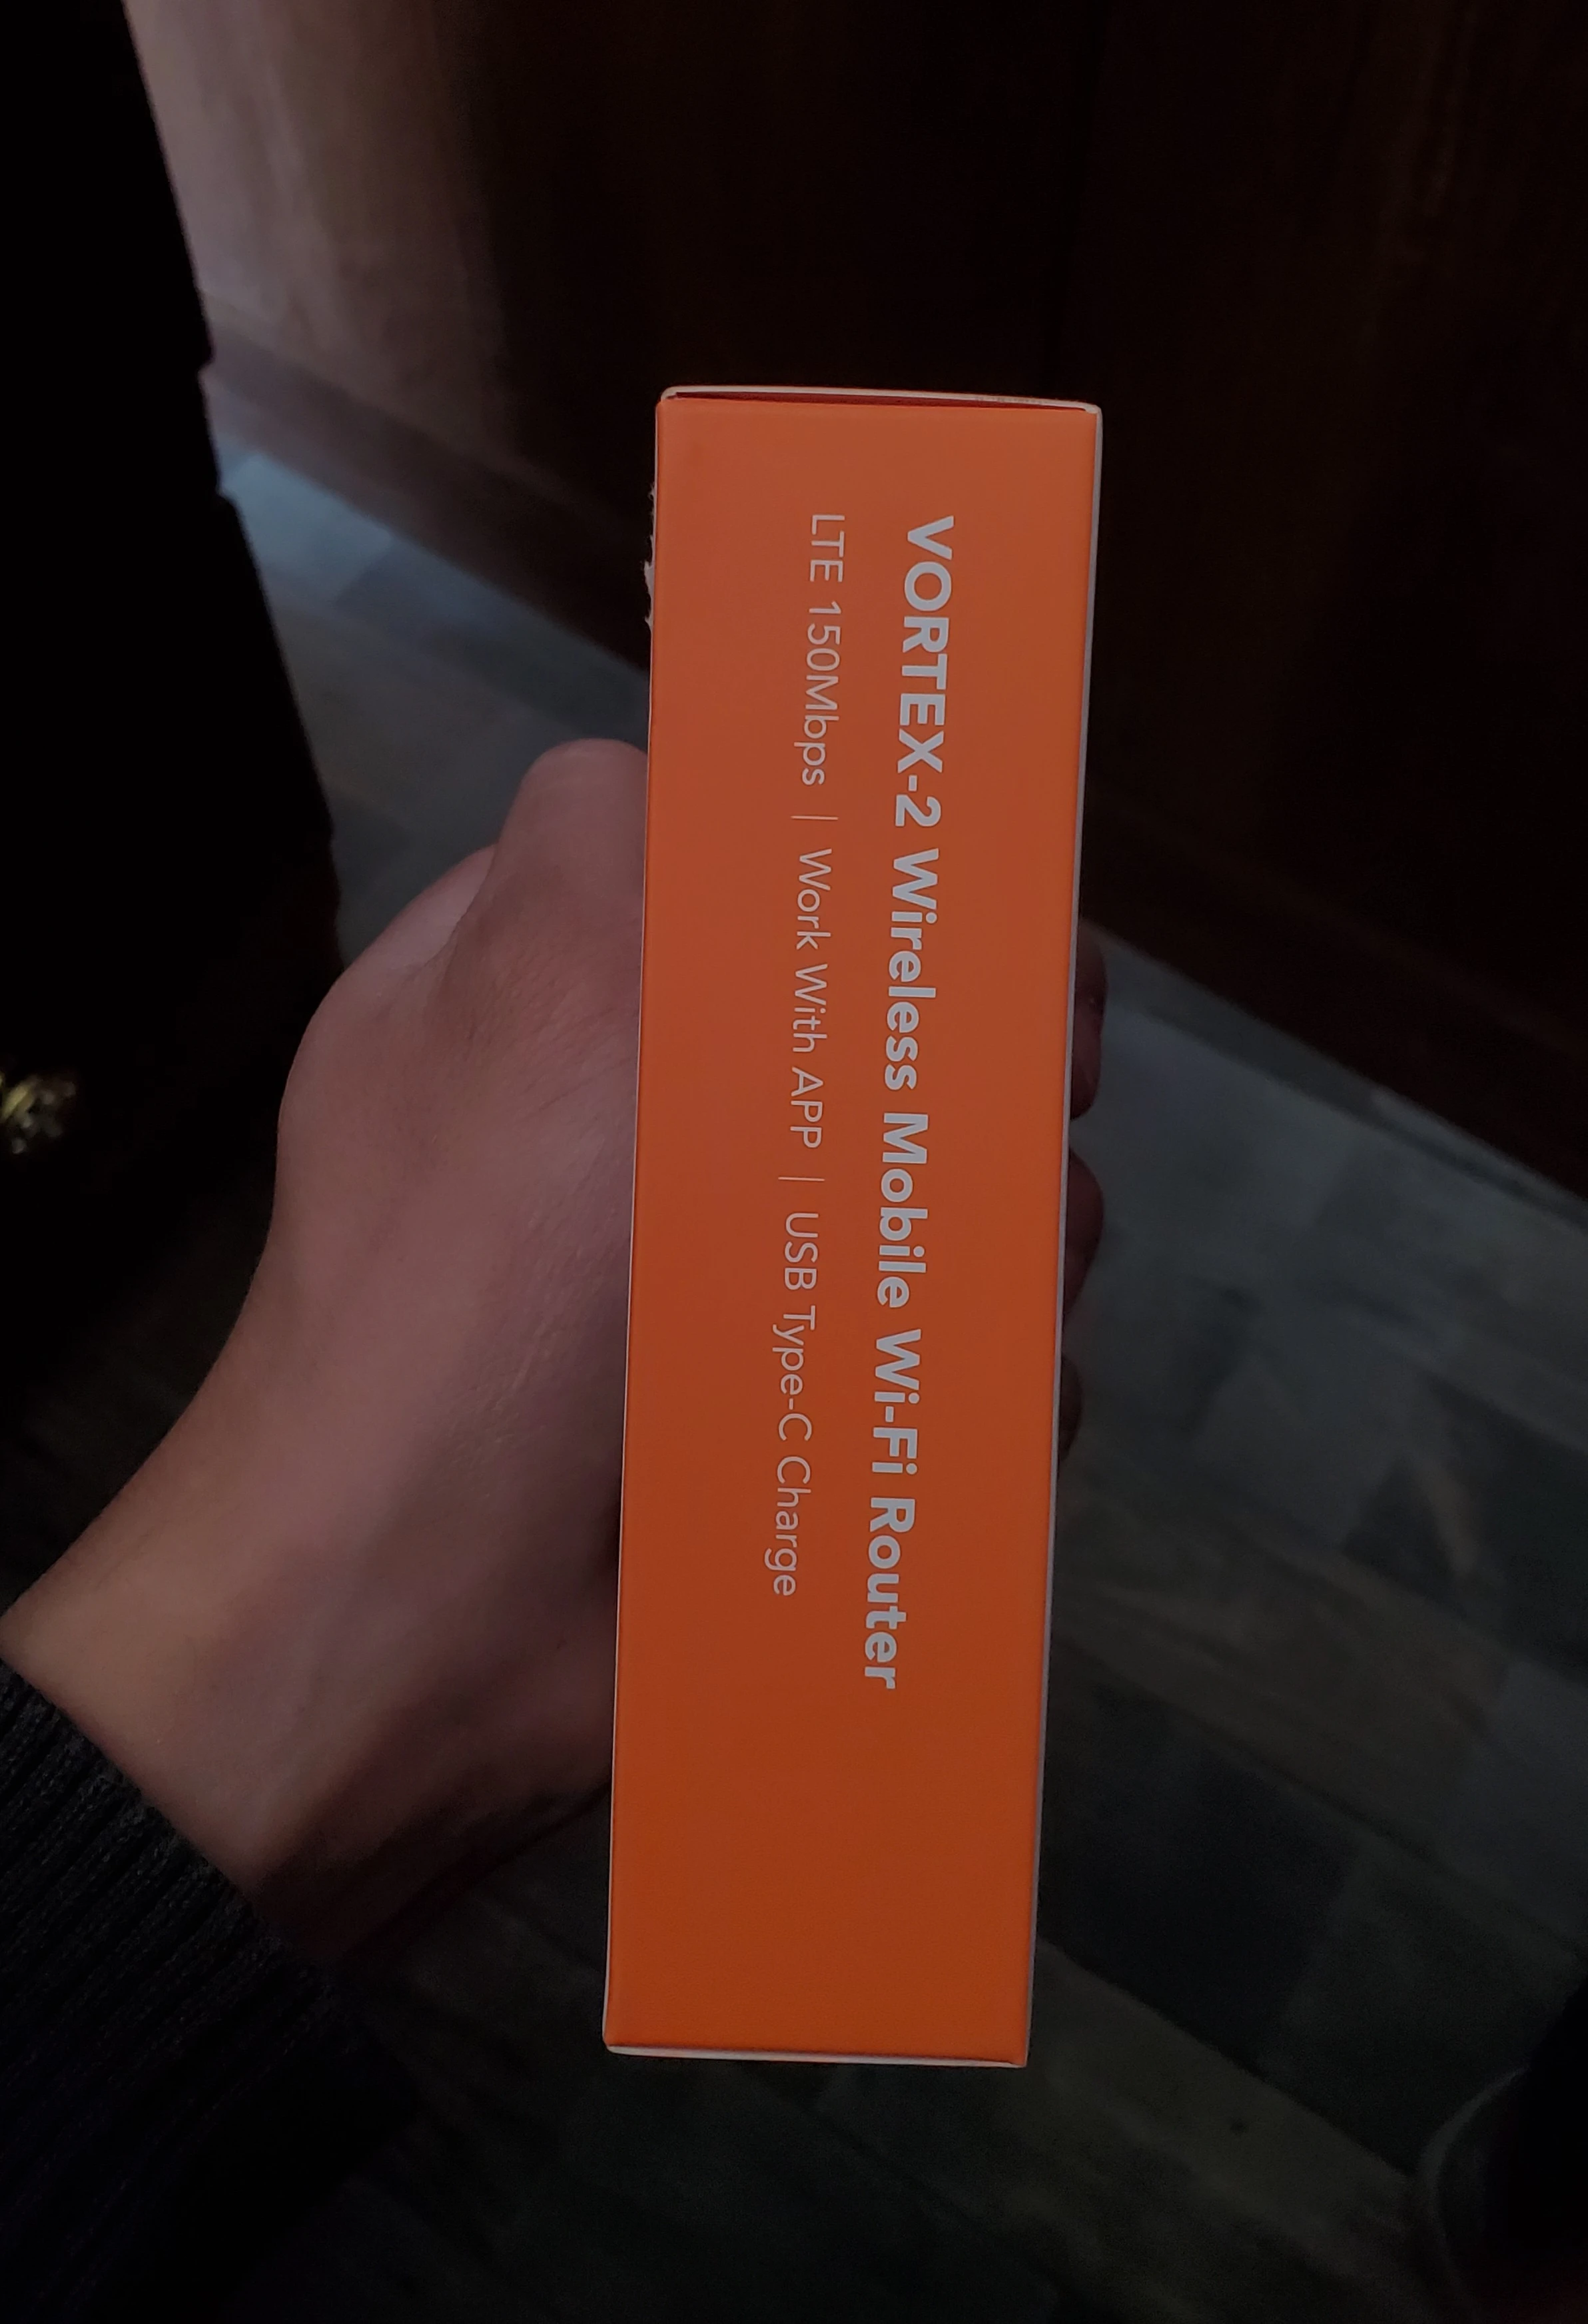 VORTEX-2 Wireless Mobile Wi-Fi Router
LTE 150Mbps | Work With APP | USB Type-C Charge